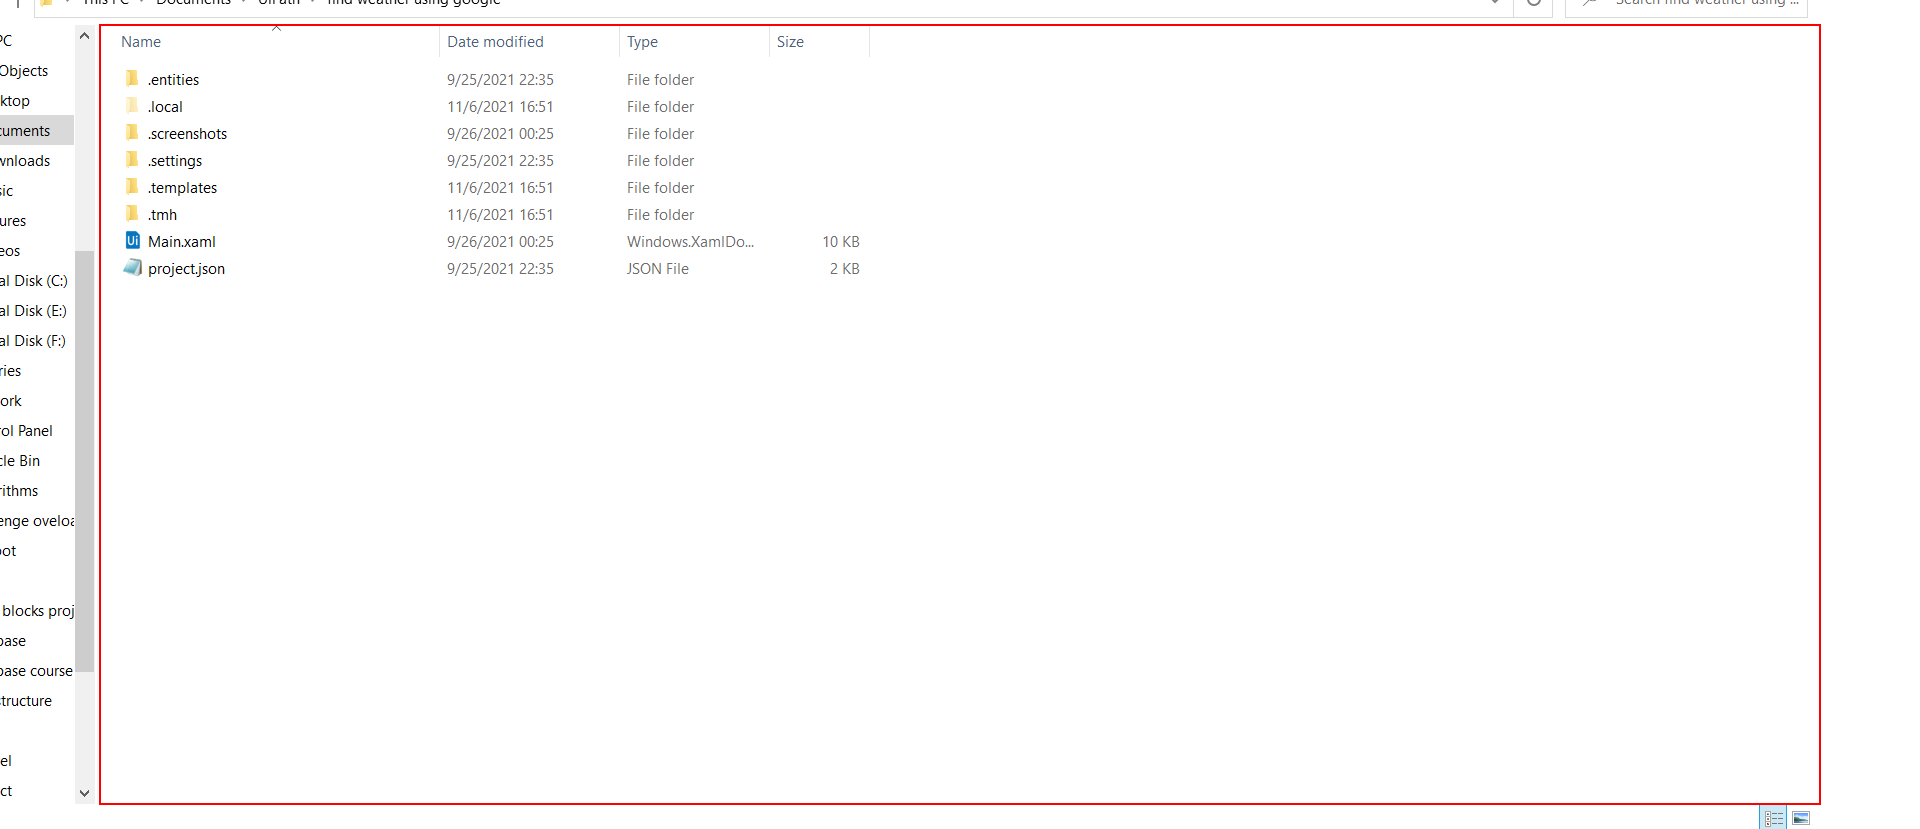 This PC › Documents › UiPath › find weather using google
Search find weather using ...
Name Date modified Type Size
.entities 9/25/2021 22:35 File folder
.local 11/6/2021 16:51 File folder
.screenshots 9/26/2021 00:25 File folder
.settings 9/25/2021 22:35 File folder
.templates 11/6/2021 16:51 File folder
.tmh 11/6/2021 16:51 File folder
Main.xaml 9/26/2021 00:25 Windows.XamlDo... 10 KB
project.json 9/25/2021 22:35 JSON File 2 KB
PC
Objects
ktop
cuments
wnloads
sic
ures
eos
al Disk (C:)
al Disk (E:)
al Disk (F:)
ries
ork
rol Panel
cle Bin
rithms
enge oveloa
oot
blocks proj
base
base course
structure
el
ct